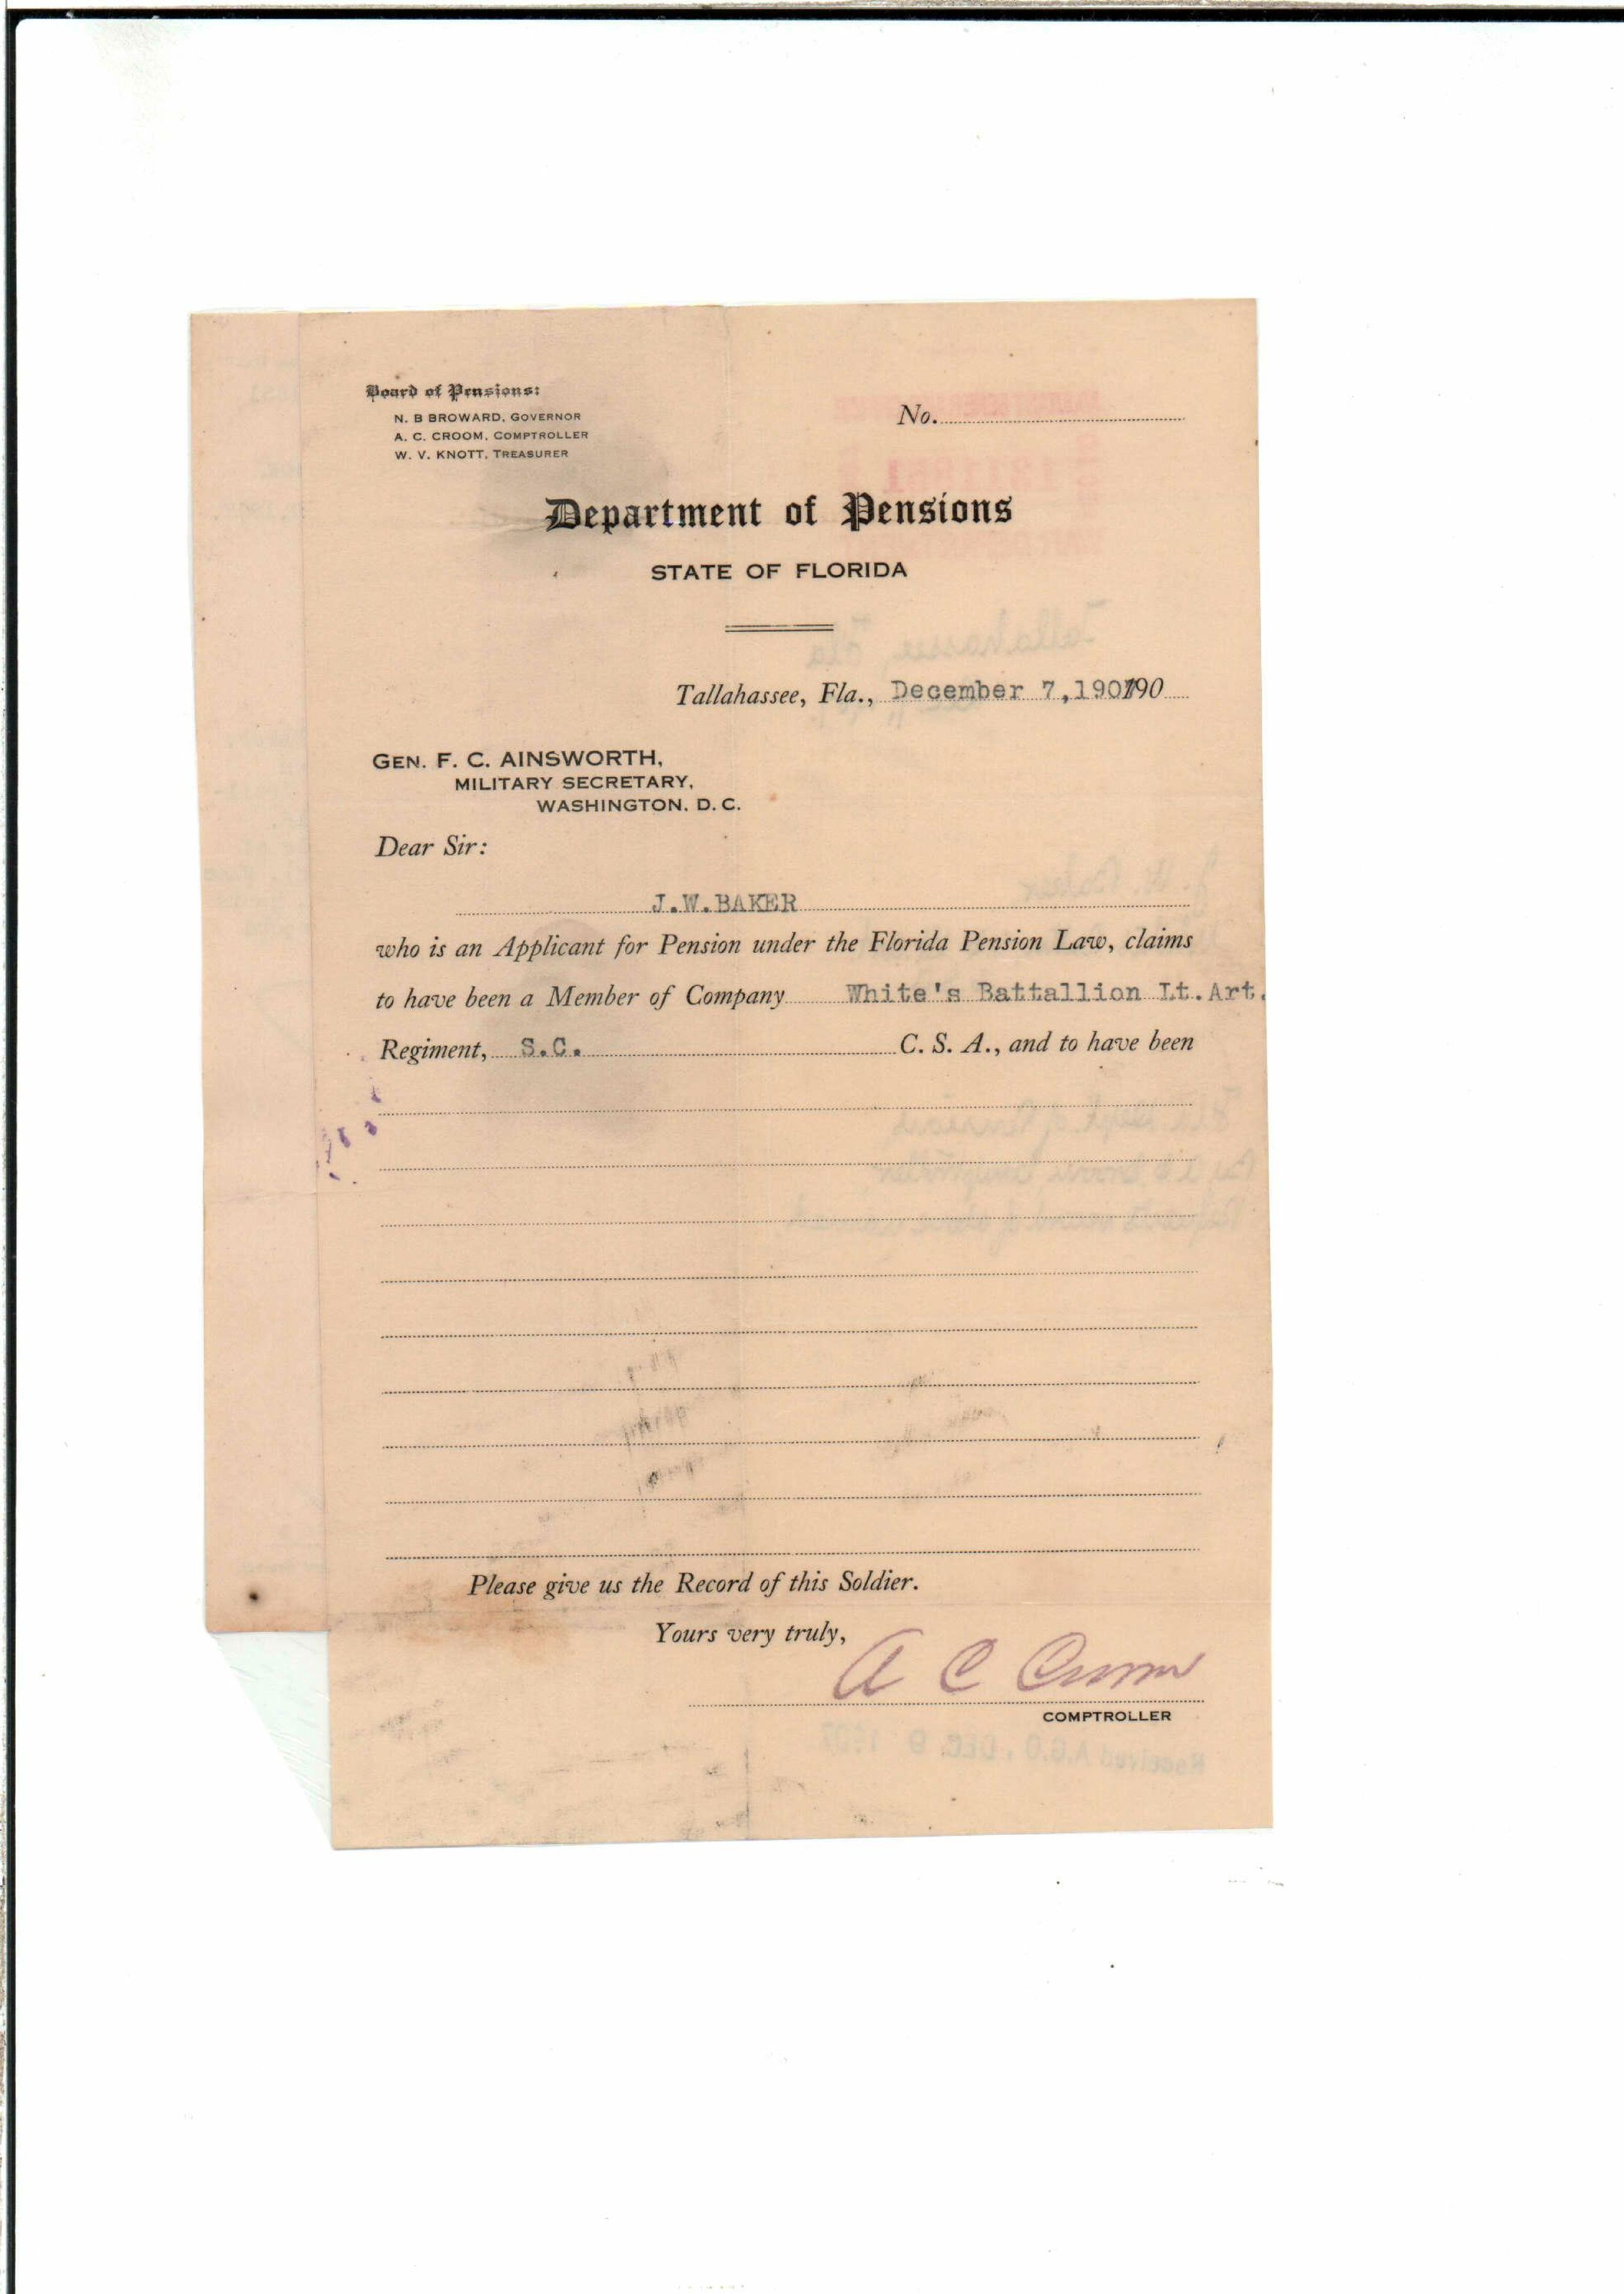 Board of Pensions:
N. B BROWARD, GOVERNOR
A. C. CROOM, COMPTROLLER
W. V. KNOTT, TREASURER
No.
Department of Pensions
STATE OF FLORIDA
Tallahassee, Fla., December 7,1907190
GEN. F. C. AINSWORTH,
MILITARY SECRETARY,
WASHINGTON, D. C.
Dear Sir:
J.W.BAKER
who is an Applicant for Pension under the Florida Pension Law, claims
to have been a Member of Company White's Battallion Lt.Art.
Regiment, S.C. C. S. A., and to have been
Please give us the Record of this Soldier.
Yours very truly,
A C Croom
COMPTROLLER
Received A.G.O. DEC. 9 1907